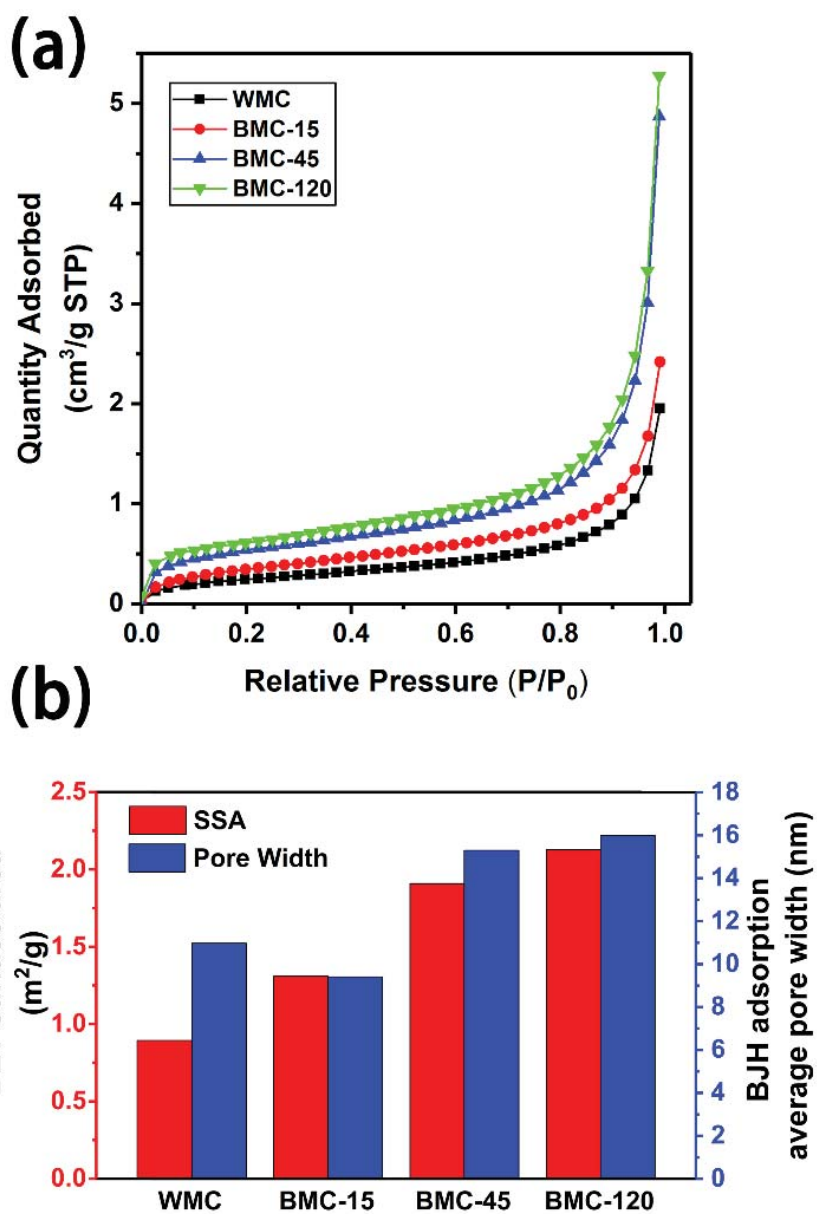 (a)
5
4
3
2
1
0
Quantity Adsorbed
(cm³/g STP)
WMC
BMC-15
BMC-45
BMC-120
0.0 0.2 0.4 0.6 0.8 1.0
Relative Pressure (P/P₀)
(b)
2.5
2.0
1.5
1.0
0.5
0.0
(m²/g)
SSA
Pore Width
18
16
14
12
10
8
6
4
2
0
BJH adsorption
average pore width (nm)
WMC BMC-15 BMC-45 BMC-120